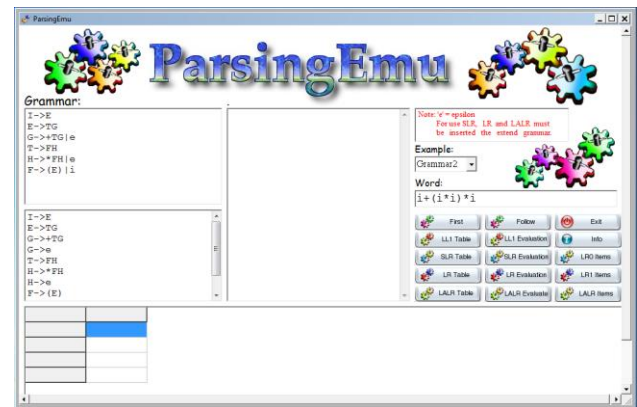 ParsingEmu
ParsingEmu
Grammar:
I->E
E->TG
G->+TG|e
T->FH
H->*FH|e
F->(E)|i
I->E
E->TG
G->+TG
G->e
T->FH
H->*FH
H->e
F->(E)
Note: 'e' = epsilon
For use SLR, LR and LALR must
be inserted the extend grammar.
Example:
Grammar2
Word:
i+(i*i)*i
First Follow Exit
LL1 Table LL1 Evaluation Info
SLR Table SLR Evaluation LR0 Items
LR Table LR Evaluation LR1 Items
LALR Table LALR Evaluate LALR Items